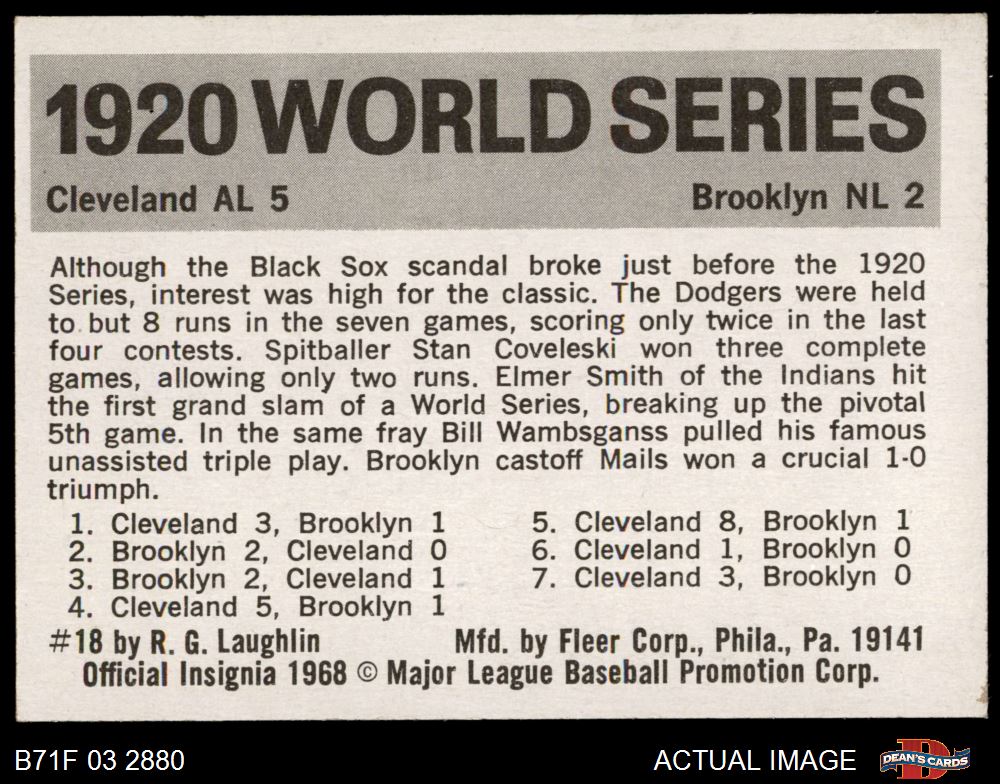 1920 WORLD SERIES
Cleveland AL 5 Brooklyn NL 2
Although the Black Sox scandal broke just before the 1920
Series, interest was high for the classic. The Dodgers were held
to but 8 runs in the seven games, scoring only twice in the last
four contests. Spitballer Stan Coveleski won three complete
games, allowing only two runs. Elmer Smith of the Indians hit
the first grand slam of a World Series, breaking up the pivotal
5th game. In the same fray Bill Wambsganss pulled his famous
unassisted triple play. Brooklyn castoff Mails won a crucial 1-0
triumph.
1. Cleveland 3, Brooklyn 1
2. Brooklyn 2, Cleveland 0
3. Brooklyn 2, Cleveland 1
4. Cleveland 5, Brooklyn 1
5. Cleveland 8, Brooklyn 1
6. Cleveland 1, Brooklyn 0
7. Cleveland 3, Brooklyn 0
#18 by R. G. Laughlin Mfd. by Fleer Corp., Phila., Pa. 19141
Official Insignia 1968 © Major League Baseball Promotion Corp.
B71F 03 2880 ACTUAL IMAGE DEAN'S CARDS